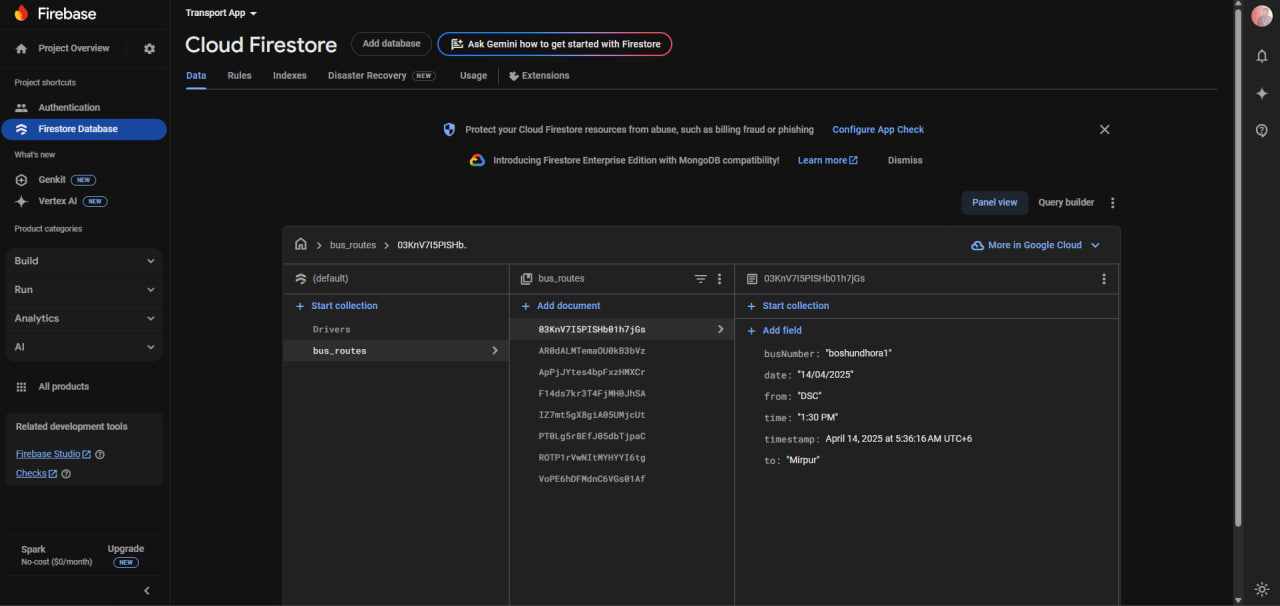 Firebase
Project Overview
Project shortcuts
Authentication
Firestore Database
What's new
Genkit NEW
Vertex AI NEW
Product categories
Build
Run
Analytics
AI
All products
Related development tools
Firebase Studio
Checks
Spark
No-cost ($0/month)
Upgrade
NEW
Transport App
Cloud Firestore
Add database
Ask Gemini how to get started with Firestore
Data Rules Indexes Disaster Recovery NEW Usage Extensions
Protect your Cloud Firestore resources from abuse, such as billing fraud or phishing Configure App Check
Introducing Firestore Enterprise Edition with MongoDB compatibility! Learn more Dismiss
Panel view Query builder
bus_routes 03KnV7I5PISHb.
More in Google Cloud
(default)
Start collection
Drivers
bus_routes
bus_routes
Add document
03KnV7I5PISHb01h7jGs
AR0dALMTemaOU0kB3bVz
ApPjJYtes4bpFxzHMXCr
F14ds7kr3T4FjMH0JhSA
IZ7mt5gX8giA05UMjcUt
PT0Lg5r8EfJ05dbTjpaC
ROTP1rVwNItMYHYYI6tg
VoPE6hDFMdnC6VGs01Af
03KnV7I5PISHb01h7jGs
Start collection
Add field
busNumber: "boshundhora1"
date: "14/04/2025"
from: "DSC"
time: "1:30 PM"
timestamp: April 14, 2025 at 5:36:16 AM UTC+6
to: "Mirpur"